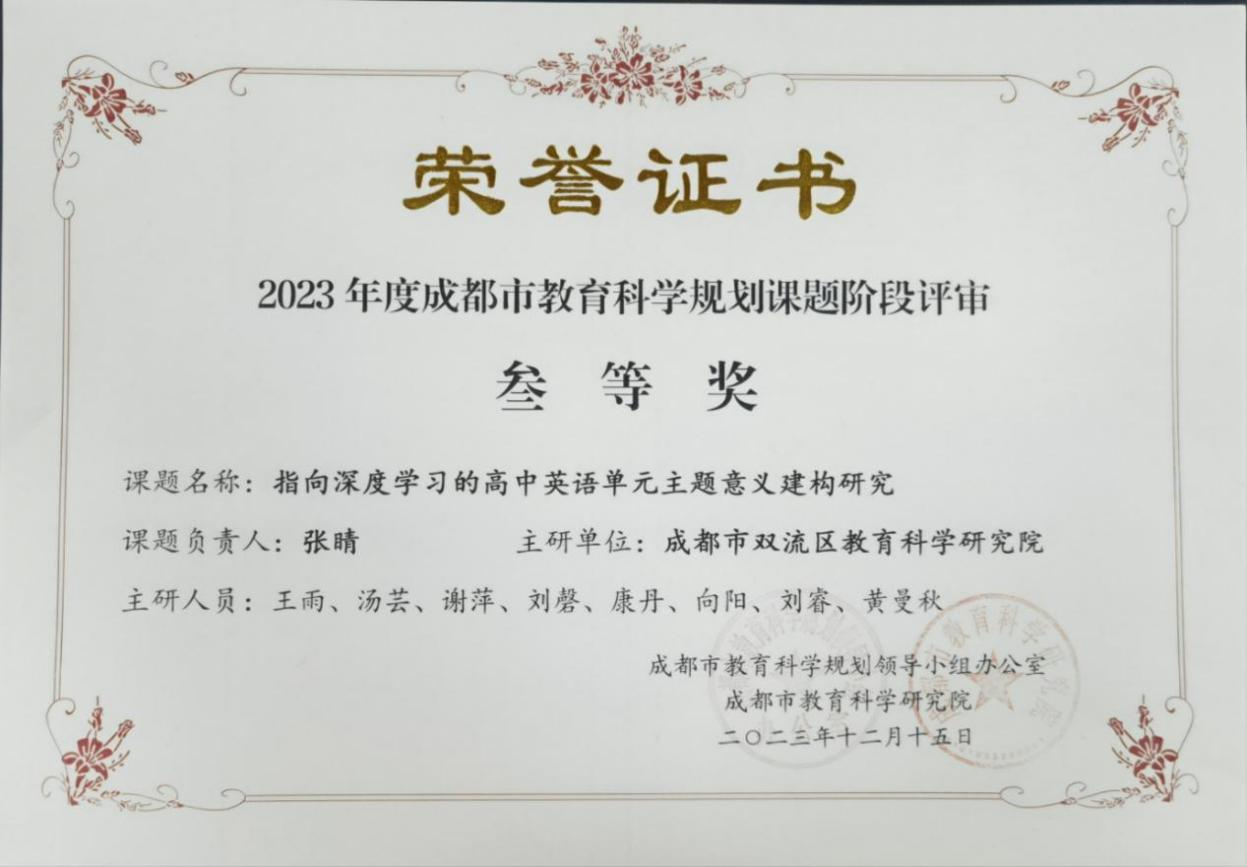 荣誉证书
2023年度成都市教育科学规划课题阶段评审
叁等奖
课题名称：指向深度学习的高中英语单元主题意义建构研究
课题负责人：张晴 主研单位：成都市双流区教育科学研究院
主研人员：王雨、汤芸、谢萍、刘磬、康丹、向阳、刘睿、黄曼秋
成都市教育科学规划领导小组办公室
成都市教育科学研究院
二〇二三年十二月十五日